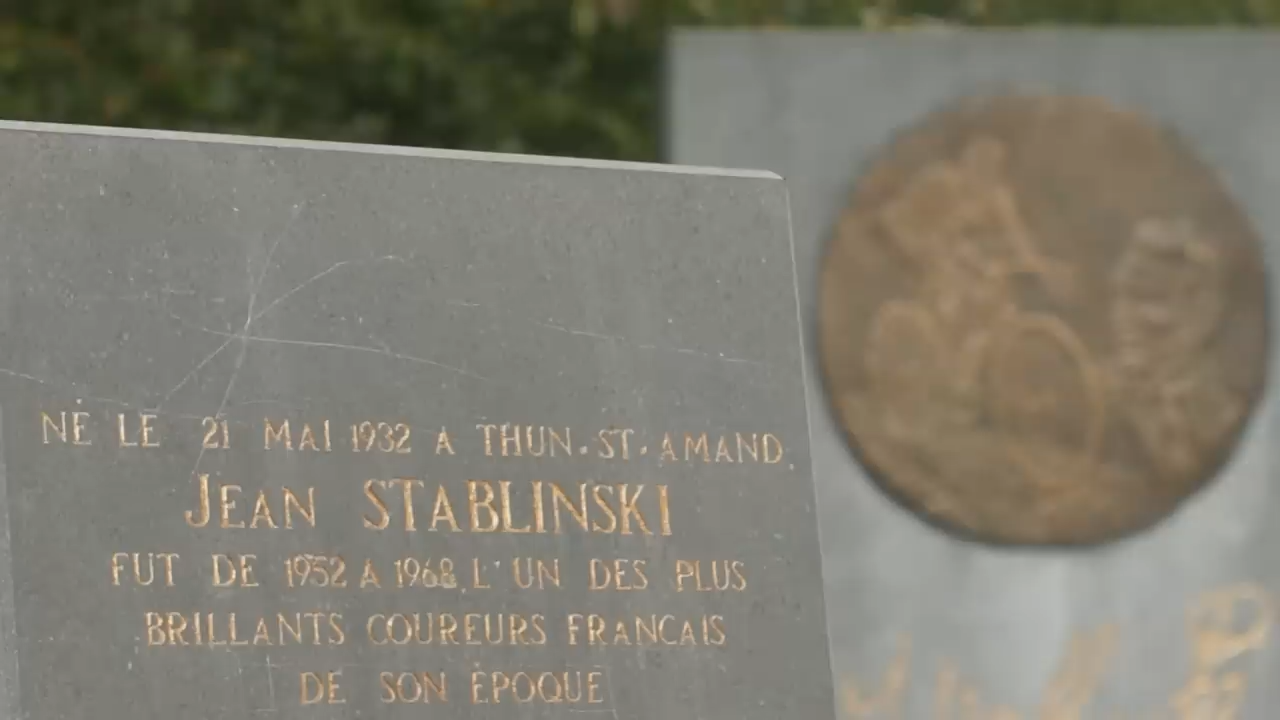 NÉ LE 21 MAI 1932 A THUN.ST.AMAND.
JEAN STABLINSKI
FUT DE 1952 A 1968, L'UN DES PLUS
BRILLANTS COUREURS FRANCAIS
DE SON ÉPOQUE